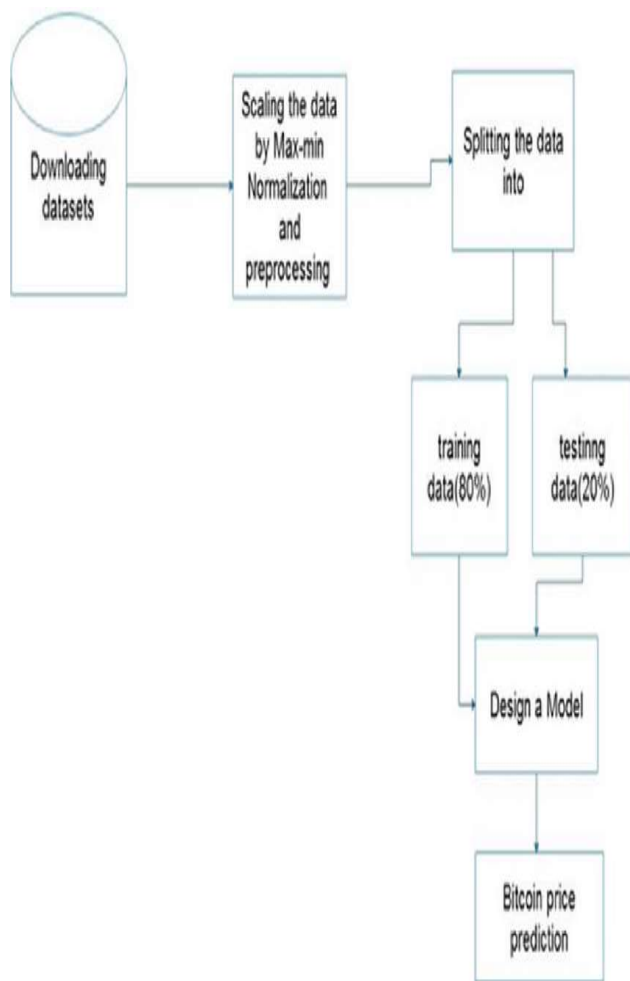 Downloading
datasets
Scaling the data
by Max-min
Normalization
and
preprocessing
Splitting the data
into
training
data(80%)
testinng
data(20%)
Design a Model
Bitcoin price
prediction